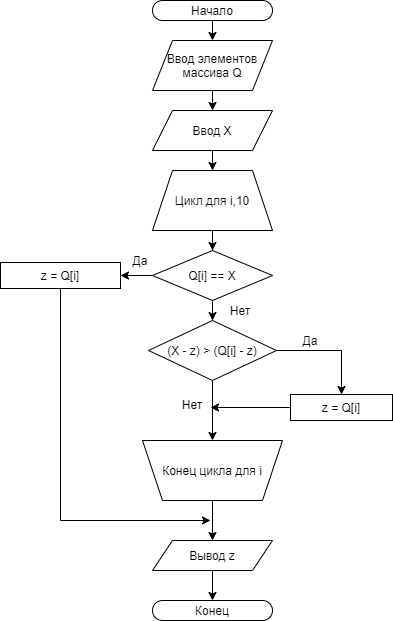 Начало
Ввод элементов
массива Q
Ввод X
Цикл для i,10
Да
z = Q[i]
Q[i] == X
Нет
(X - z) > (Q[i] - z)
Да
Нет
z = Q[i]
Конец цикла для i
Вывод z
Конец